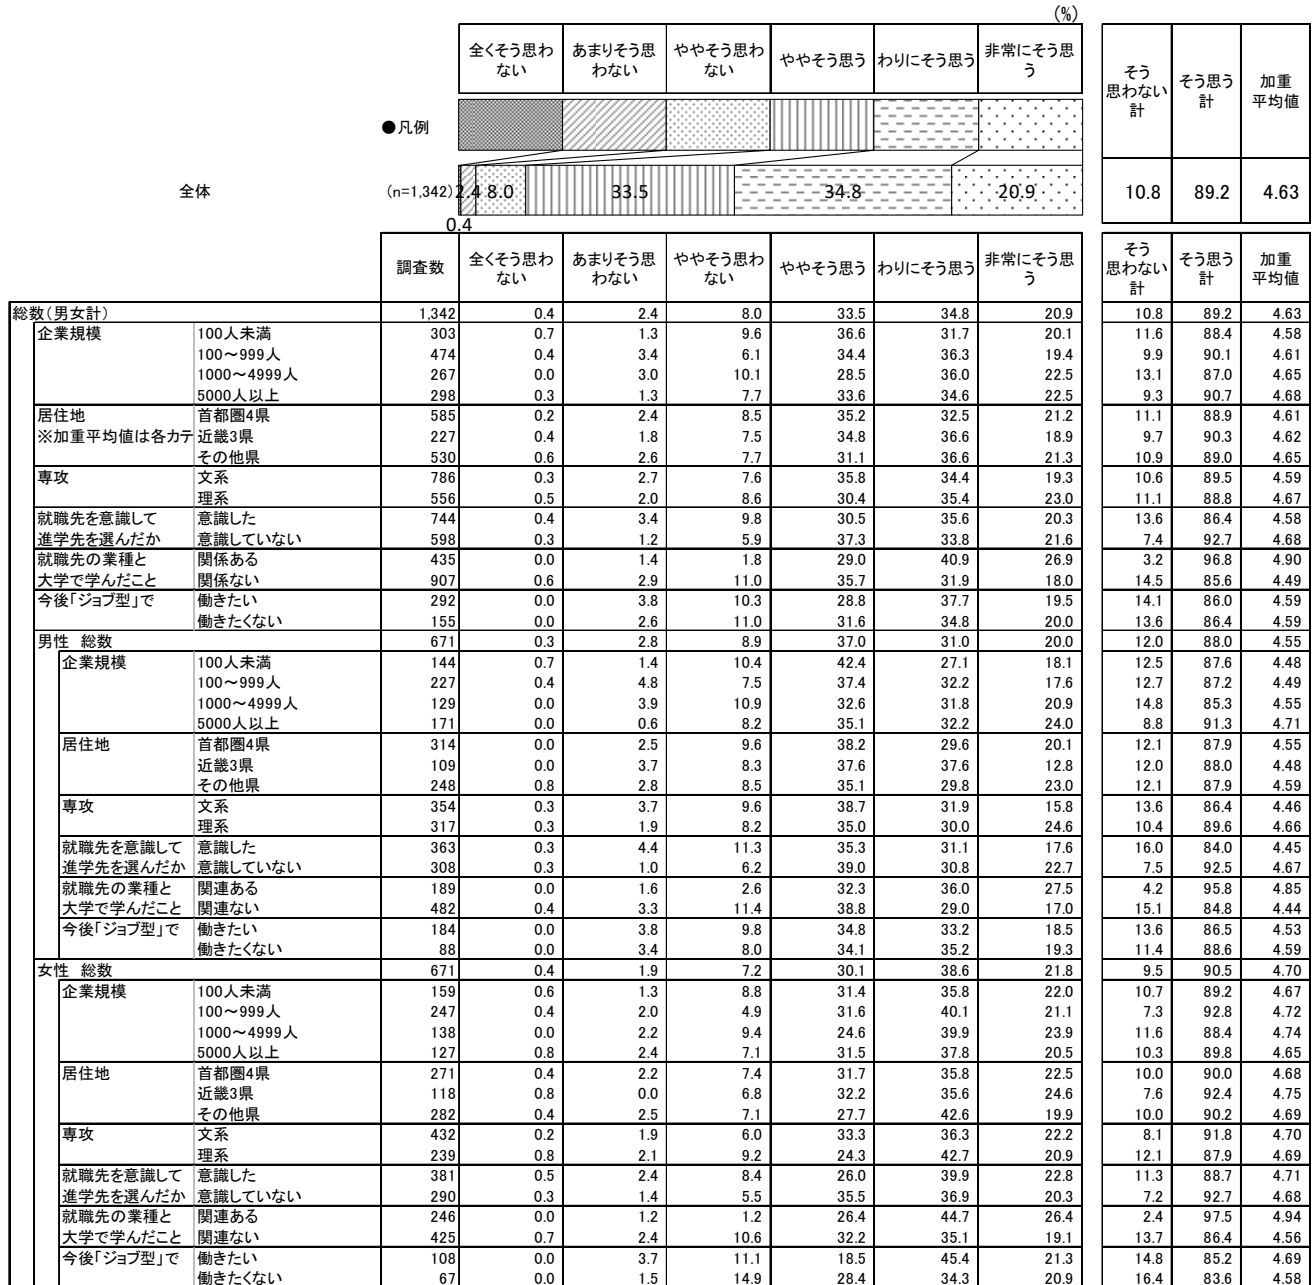 (%)
全くそう思わない あまりそう思わない ややそう思わない ややそう思う わりにそう思う 非常にそう思う そう思わない計 そう思う計 加重平均値
●凡例
全体 (n=1,342) 0.4 2.4 8.0 33.5 34.8 20.9 10.8 89.2 4.63
調査数 全くそう思わない あまりそう思わない ややそう思わない ややそう思う わりにそう思う 非常にそう思う そう思わない計 そう思う計 加重平均値
総数(男女計) 1,342 0.4 2.4 8.0 33.5 34.8 20.9 10.8 89.2 4.63
企業規模 100人未満 303 0.7 1.3 9.6 36.6 31.7 20.1 11.6 88.4 4.58
100～999人 474 0.4 3.4 6.1 34.4 36.3 19.4 9.9 90.1 4.61
1000～4999人 267 0.0 3.0 10.1 28.5 36.0 22.5 13.1 87.0 4.65
5000人以上 298 0.3 1.3 7.7 33.6 34.6 22.5 9.3 90.7 4.68
居住地 首都圏4県 585 0.2 2.4 8.5 35.2 32.5 21.2 11.1 88.9 4.61
※加重平均値は各カテ 近畿3県 227 0.4 1.8 7.5 34.8 36.6 18.9 9.7 90.3 4.62
その他県 530 0.6 2.6 7.7 31.1 36.6 21.3 10.9 89.0 4.65
専攻 文系 786 0.3 2.7 7.6 35.8 34.4 19.3 10.6 89.5 4.59
理系 556 0.5 2.0 8.6 30.4 35.4 23.0 11.1 88.8 4.67
就職先を意識して 意識した 744 0.4 3.4 9.8 30.5 35.6 20.3 13.6 86.4 4.58
進学先を選んだか 意識していない 598 0.3 1.2 5.9 37.3 33.8 21.6 7.4 92.7 4.68
就職先の業種と 関係ある 435 0.0 1.4 1.8 29.0 40.9 26.9 3.2 96.8 4.90
大学で学んだこと 関係ない 907 0.6 2.9 11.0 35.7 31.9 18.0 14.5 85.6 4.49
今後「ジョブ型」で 働きたい 292 0.0 3.8 10.3 28.8 37.7 19.5 14.1 86.0 4.59
働きたくない 155 0.0 2.6 11.0 31.6 34.8 20.0 13.6 86.4 4.59
男性 総数 671 0.3 2.8 8.9 37.0 31.0 20.0 12.0 88.0 4.55
企業規模 100人未満 144 0.7 1.4 10.4 42.4 27.1 18.1 12.5 87.6 4.48
100～999人 227 0.4 4.8 7.5 37.4 32.2 17.6 12.7 87.2 4.49
1000～4999人 129 0.0 3.9 10.9 32.6 31.8 20.9 14.8 85.3 4.55
5000人以上 171 0.0 0.6 8.2 35.1 32.2 24.0 8.8 91.3 4.71
居住地 首都圏4県 314 0.0 2.5 9.6 38.2 29.6 20.1 12.1 87.9 4.55
近畿3県 109 0.0 3.7 8.3 37.6 37.6 12.8 12.0 88.0 4.48
その他県 248 0.8 2.8 8.5 35.1 29.8 23.0 12.1 87.9 4.59
専攻 文系 354 0.3 3.7 9.6 38.7 31.9 15.8 13.6 86.4 4.46
理系 317 0.3 1.9 8.2 35.0 30.0 24.6 10.4 89.6 4.66
就職先を意識して 意識した 363 0.3 4.4 11.3 35.3 31.1 17.6 16.0 84.0 4.45
進学先を選んだか 意識していない 308 0.3 1.0 6.2 39.0 30.8 22.7 7.5 92.5 4.67
就職先の業種と 関連ある 189 0.0 1.6 2.6 32.3 36.0 27.5 4.2 95.8 4.85
大学で学んだこと 関連ない 482 0.4 3.3 11.4 38.8 29.0 17.0 15.1 84.8 4.44
今後「ジョブ型」で 働きたい 184 0.0 3.8 9.8 34.8 33.2 18.5 13.6 86.5 4.53
働きたくない 88 0.0 3.4 8.0 34.1 35.2 19.3 11.4 88.6 4.59
女性 総数 671 0.4 1.9 7.2 30.1 38.6 21.8 9.5 90.5 4.70
企業規模 100人未満 159 0.6 1.3 8.8 31.4 35.8 22.0 10.7 89.2 4.67
100～999人 247 0.4 2.0 4.9 31.6 40.1 21.1 7.3 92.8 4.72
1000～4999人 138 0.0 2.2 9.4 24.6 39.9 23.9 11.6 88.4 4.74
5000人以上 127 0.8 2.4 7.1 31.5 37.8 20.5 10.3 89.8 4.65
居住地 首都圏4県 271 0.4 2.2 7.4 31.7 35.8 22.5 10.0 90.0 4.68
近畿3県 118 0.8 0.0 6.8 32.2 35.6 24.6 7.6 92.4 4.75
その他県 282 0.4 2.5 7.1 27.7 42.6 19.9 10.0 90.2 4.69
専攻 文系 432 0.2 1.9 6.0 33.3 36.3 22.2 8.1 91.8 4.70
理系 239 0.8 2.1 9.2 24.3 42.7 20.9 12.1 87.9 4.69
就職先を意識して 意識した 381 0.5 2.4 8.4 26.0 39.9 22.8 11.3 88.7 4.71
進学先を選んだか 意識していない 290 0.3 1.4 5.5 35.5 36.9 20.3 7.2 92.7 4.68
就職先の業種と 関連ある 246 0.0 1.2 1.2 26.4 44.7 26.4 2.4 97.5 4.94
大学で学んだこと 関連ない 425 0.7 2.4 10.6 32.2 35.1 19.1 13.7 86.4 4.56
今後「ジョブ型」で 働きたい 108 0.0 3.7 11.1 18.5 45.4 21.3 14.8 85.2 4.69
働きたくない 67 0.0 1.5 14.9 28.4 34.3 20.9 16.4 83.6 4.58